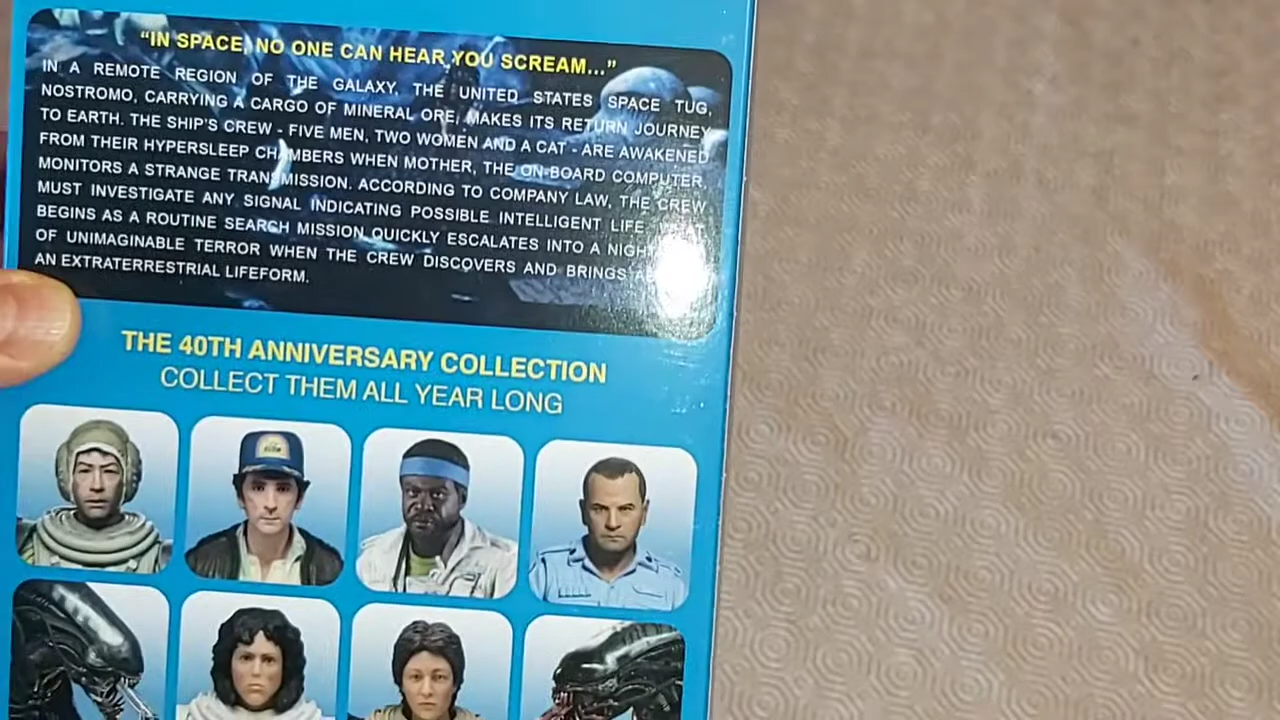 “IN SPACE, NO ONE CAN HEAR YOU SCREAM...”
IN A REMOTE REGION OF THE GALAXY, THE UNITED STATES SPACE TUG,
NOSTROMO, CARRYING A CARGO OF MINERAL ORE, MAKES ITS RETURN JOURNEY
TO EARTH. THE SHIP'S CREW - FIVE MEN, TWO WOMEN AND A CAT - ARE AWAKENED
FROM THEIR HYPERSLEEP CHAMBERS WHEN MOTHER, THE ON-BOARD COMPUTER,
MONITORS A STRANGE TRANSMISSION. ACCORDING TO COMPANY LAW, THE CREW
MUST INVESTIGATE ANY SIGNAL INDICATING POSSIBLE INTELLIGENT LIFE
BEGINS AS A ROUTINE SEARCH MISSION QUICKLY ESCALATES INTO A
OF UNIMAGINABLE TERROR WHEN THE CREW DISCOVERS AND BRINGS
AN EXTRATERRESTRIAL LIFEFORM.
THE 40TH ANNIVERSARY COLLECTION
COLLECT THEM ALL YEAR LONG